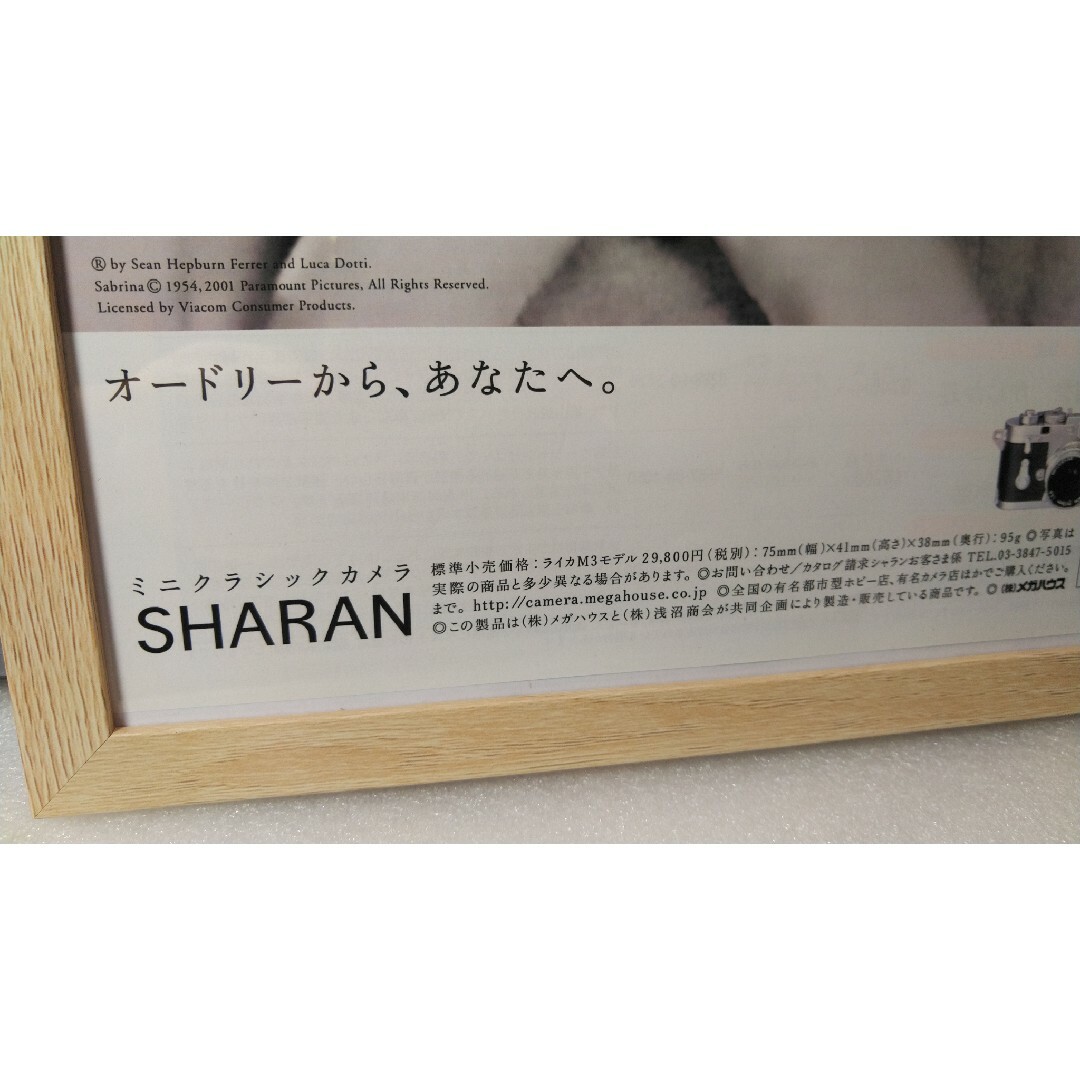 ® by Sean Hepburn Ferrer and Luca Dotti.
Sabrina © 1954, 2001 Paramount Pictures, All Rights Reserved.
Licensed by Viacom Consumer Products.
オードリーから、あなたへ。
ミニクラシックカメラ
SHARAN
標準小売価格：ライカM3モデル 29,800円（税別）：75mm（幅）×41mm（高さ）×38mm（奥行）：95g ◎写真は
実際の商品と多少異なる場合があります。◎お問い合わせ／カタログ請求シャランお客さま係 TEL.03-3847-5015
まで。http://camera.megahouse.co.jp ◎全国の有名都市型ホビー店、有名カメラ店ほかでご購入ください。
◎この製品は（株）メガハウスと（株）浅沼商会が共同企画により製造・販売している商品です。◎（株）メガハウス